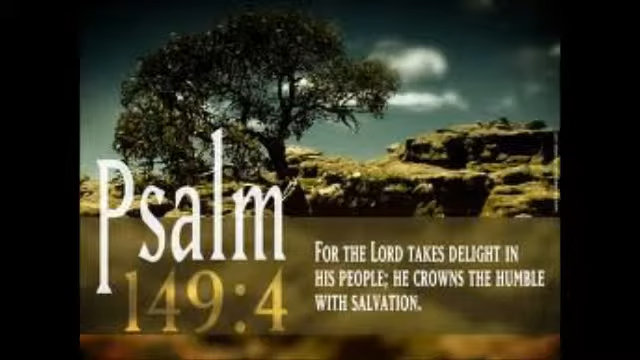 Psalm
149:4
For the Lord takes delight in
his people; he crowns the humble
with salvation.